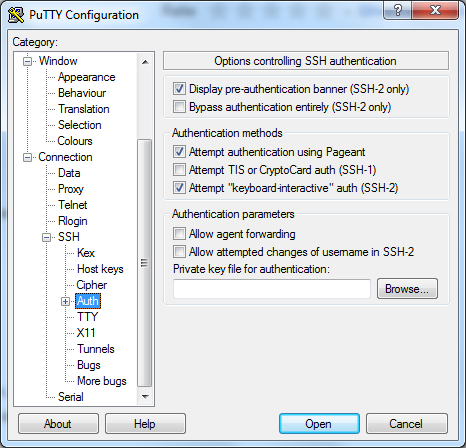 PuTTY Configuration
Category:
Window
Appearance
Behaviour
Translation
Selection
Colours
Connection
Data
Proxy
Telnet
Rlogin
SSH
Kex
Host keys
Cipher
Auth
TTY
X11
Tunnels
Bugs
More bugs
Serial
Options controlling SSH authentication
Display pre-authentication banner (SSH-2 only)
Bypass authentication entirely (SSH-2 only)
Authentication methods
Attempt authentication using Pageant
Attempt TIS or CryptoCard auth (SSH-1)
Attempt "keyboard-interactive" auth (SSH-2)
Authentication parameters
Allow agent forwarding
Allow attempted changes of username in SSH-2
Private key file for authentication:
Browse...
About
Help
Open
Cancel